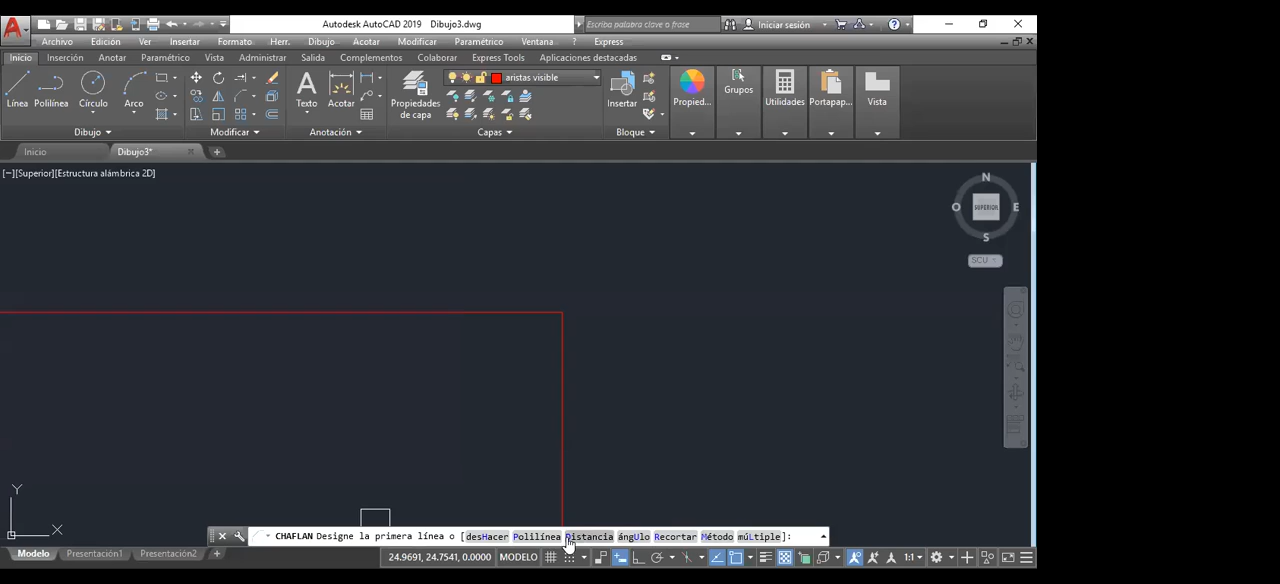 Autodesk AutoCAD 2019 Dibujo3.dwg
Escriba palabra clave o frase
Iniciar sesión
?
Archivo Edición Ver Insertar Formato Herr. Dibujo Acotar Modificar Paramétrico Ventana ? Express
Inicio Inserción Anotar Paramétrico Vista Administrar Salida Complementos Colaborar Express Tools Aplicaciones destacadas
aristas visible
Línea Polilínea Círculo Arco
Texto Acotar
Propiedades de capa
Insertar
Propied... Grupos Utilidades Portapap... Vista
Dibujo Modificar Anotación Capas Bloque
Inicio Dibujo3* +
[−][Superior][Estructura alámbrica 2D]
N
O SUPERIOR E
S
SCU
Y
X
CHAFLAN Designe la primera línea o [desHacer Polilínea Distancia ángUlo Recortar Método múLtiple]:
Modelo Presentación1 Presentación2 +
24.9691, 24.7541, 0.0000 MODELO 1:1